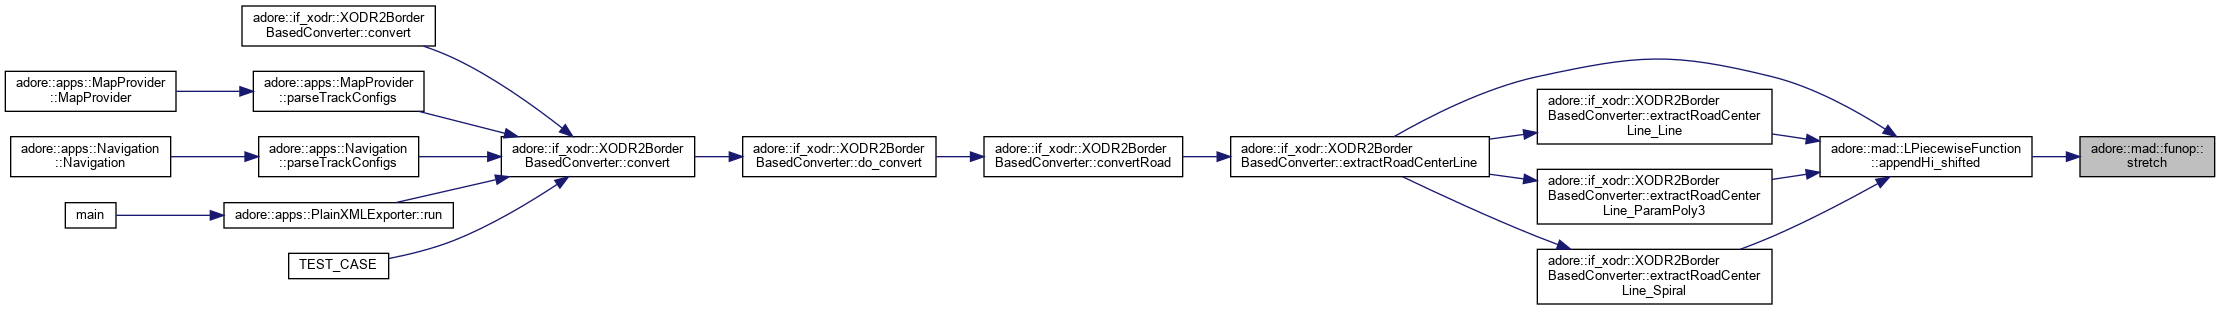 adore::if_xodr::XODR2Border
BasedConverter::convert
adore::apps::MapProvider
::MapProvider
adore::apps::MapProvider
::parseTrackConfigs
adore::apps::Navigation
::Navigation
adore::apps::Navigation
::parseTrackConfigs
main
adore::apps::PlainXMLExporter::run
TEST_CASE
adore::if_xodr::XODR2Border
BasedConverter::convert
adore::if_xodr::XODR2Border
BasedConverter::do_convert
adore::if_xodr::XODR2Border
BasedConverter::convertRoad
adore::if_xodr::XODR2Border
BasedConverter::extractRoadCenterLine
adore::if_xodr::XODR2Border
BasedConverter::extractRoadCenter
Line_Line
adore::if_xodr::XODR2Border
BasedConverter::extractRoadCenter
Line_ParamPoly3
adore::if_xodr::XODR2Border
BasedConverter::extractRoadCenter
Line_Spiral
adore::mad::LPiecewiseFunction
::appendHi_shifted
adore::mad::funop::
stretch